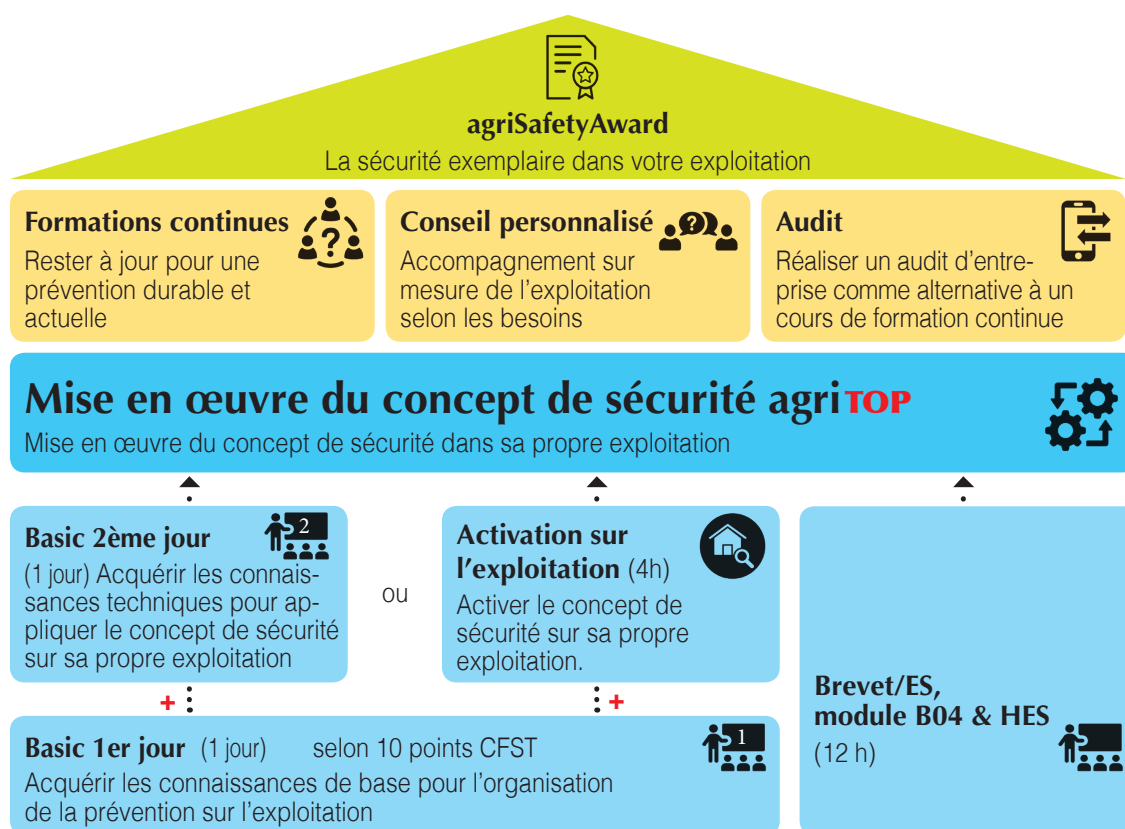 agriSafetyAward
La sécurité exemplaire dans votre exploitation
Formations continues
Rester à jour pour une
prévention durable et
actuelle
?
Conseil personnalisé
Accompagnement sur
mesure de l'exploitation
selon les besoins
?
Audit
Réaliser un audit d'entre-
prise comme alternative à un
cours de formation continue
Mise en œuvre du concept de sécurité agriTOP
Mise en œuvre du concept de sécurité dans sa propre exploitation
Basic 2ème jour
2
(1 jour) Acquérir les connais-
sances techniques pour ap-
pliquer le concept de sécurité
sur sa propre exploitation
ou
Activation sur
l'exploitation (4h)
Activer le concept de
sécurité sur sa propre
exploitation.
+
+
Basic 1er jour (1 jour) selon 10 points CFST
1
Acquérir les connaissances de base pour l'organisation
de la prévention sur l'exploitation
Brevet/ES,
module B04 & HES
(12 h)